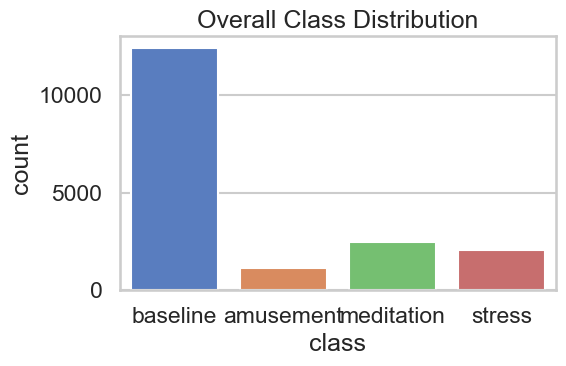 Overall Class Distribution
count
10000
5000
0
baseline amusement meditation stress
class